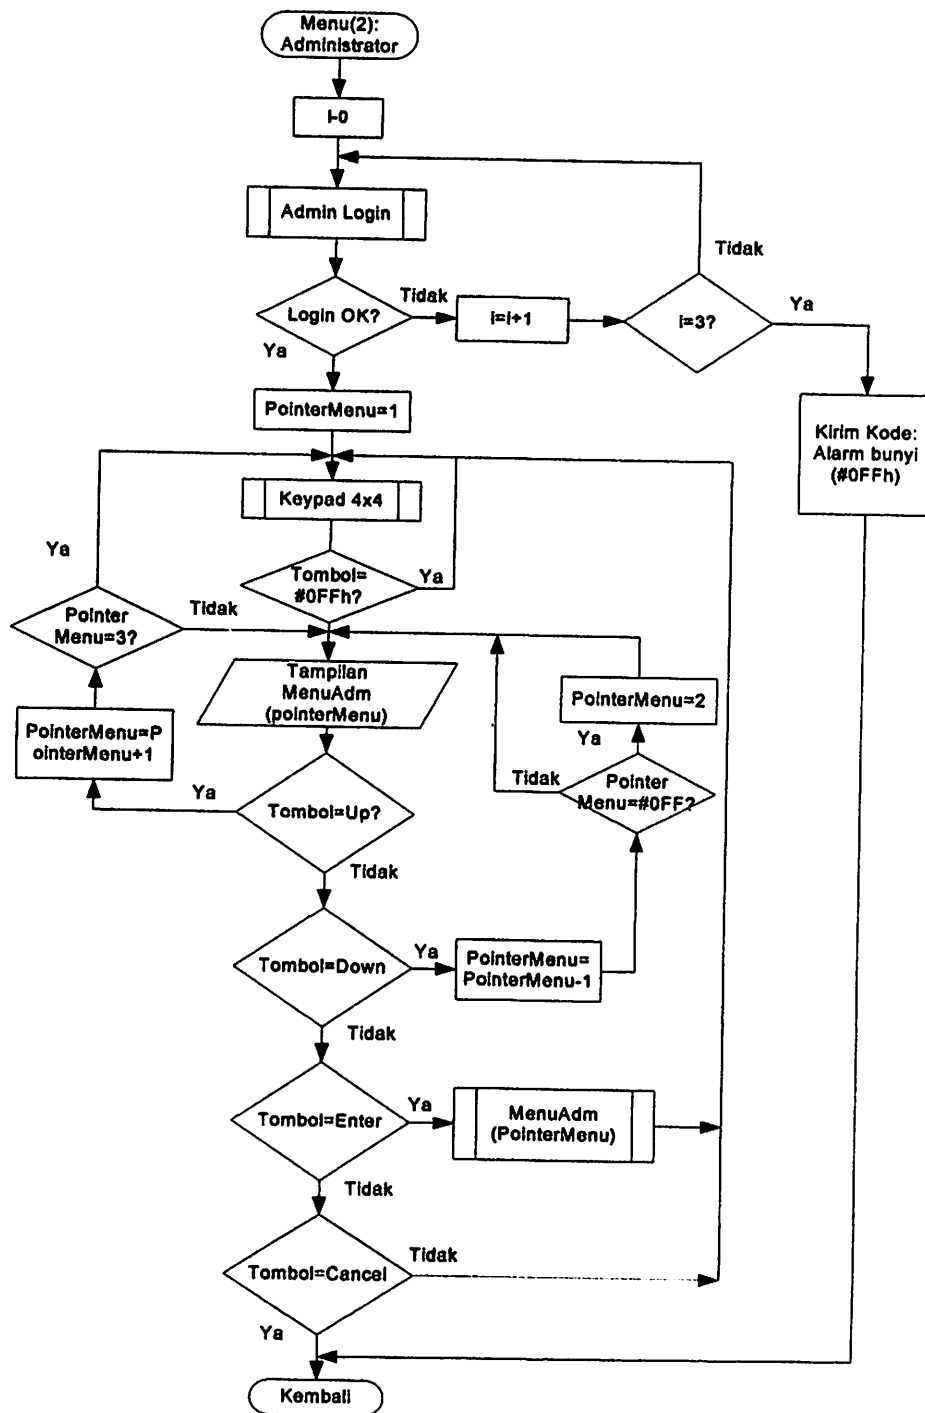 Menu(2):
Administrator
I-0
Admin Login
Tidak
Login OK?
Tidak
i=i+1
i=3?
Ya
Ya
PointerMenu=1
Kirim Kode:
Alarm bunyi
(#0FFh)
Keypad 4x4
Ya
Tombol=
#0FFh?
Ya
Pointer
Menu=3?
Tidak
Tampilan
MenuAdm
(pointerMenu)
PointerMenu=2
PointerMenu=P
ointerMenu+1
Ya
Tidak
Pointer
Menu=#0FF?
Ya
Tombol=Up?
Tidak
Tombol=Down
Ya
PointerMenu=
PointerMenu-1
Tidak
Tombol=Enter
Ya
MenuAdm
(PointerMenu)
Tidak
Tombol=Cancel
Tidak
Ya
Kembali